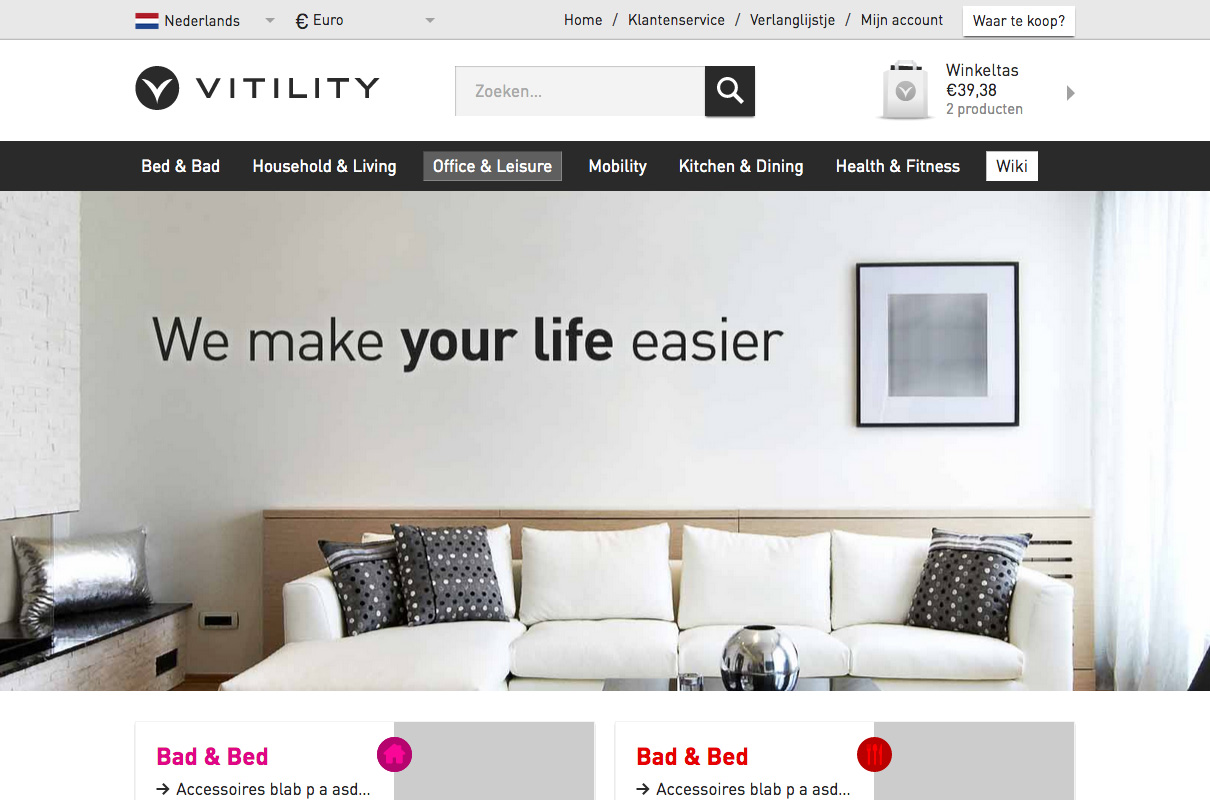 Nederlands
€ Euro
Home / Klantenservice / Verlanglijstje / Mijn account
Waar te koop?
VITILITY
Zoeken...
Winkeltas
€39,38
2 producten
Bed & Bad
Household & Living
Office & Leisure
Mobility
Kitchen & Dining
Health & Fitness
Wiki
We make your life easier
Bad & Bed
→ Accessoires blab p a asd...
Bad & Bed
→ Accessoires blab p a asd...